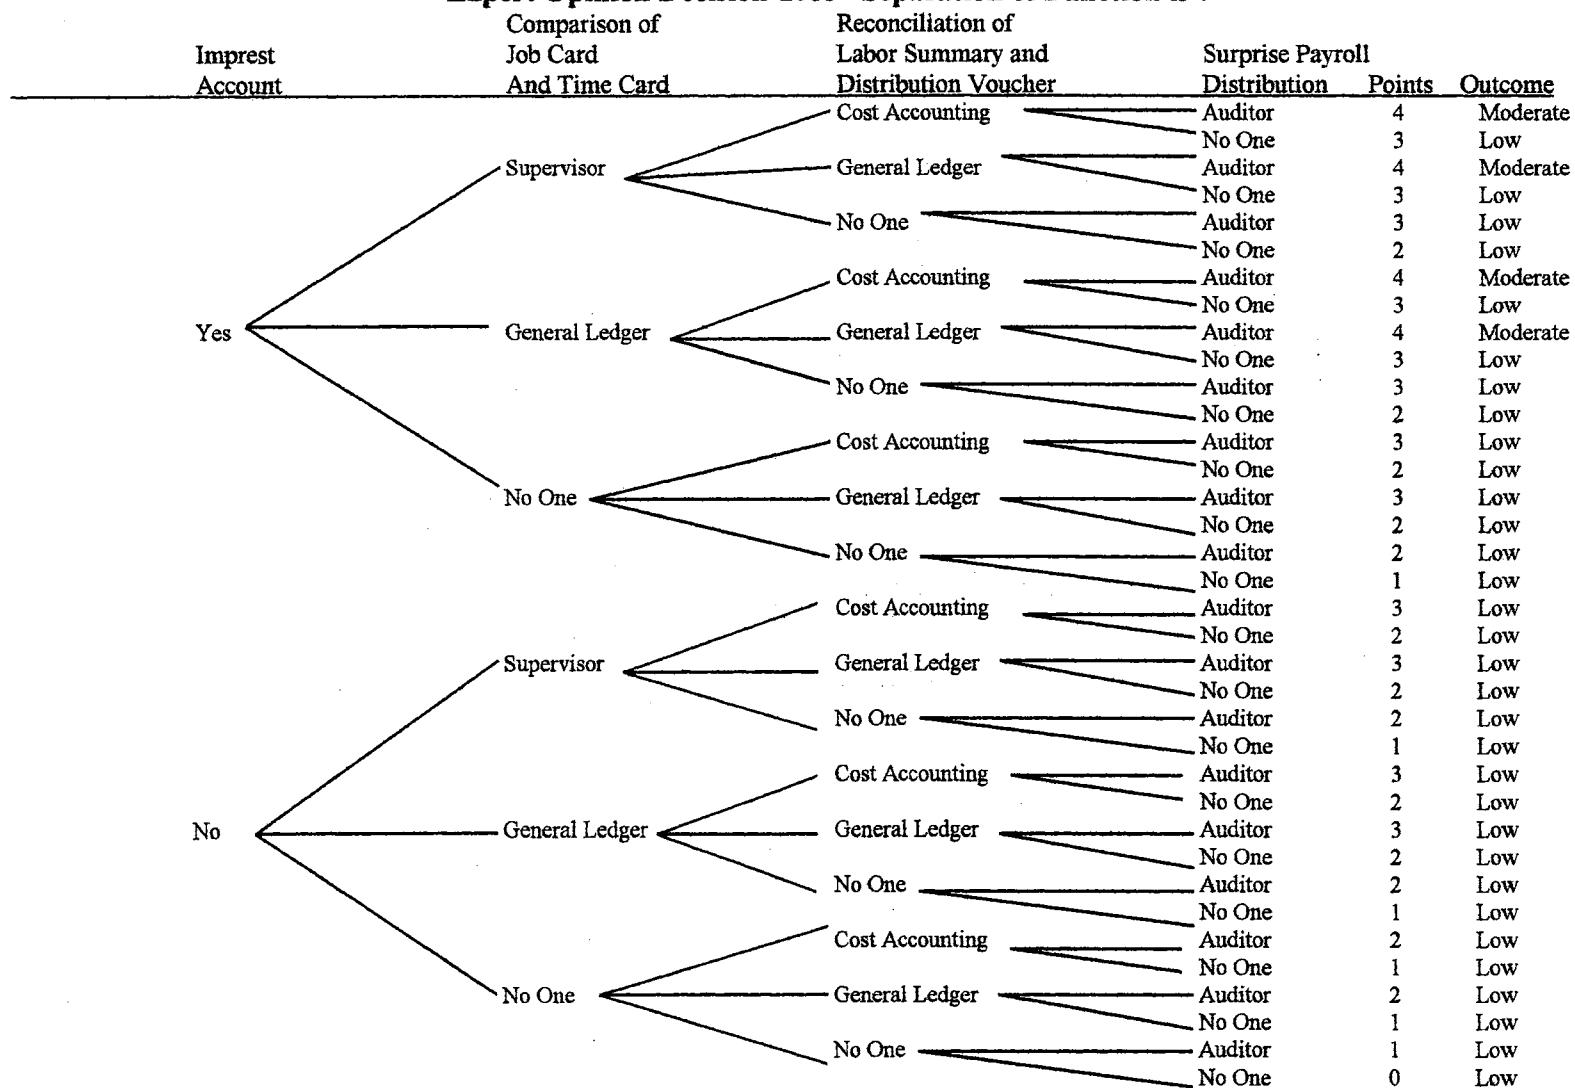 Comparison of Reconciliation of
Imprest Job Card Labor Summary and Surprise Payroll
Account And Time Card Distribution Voucher Distribution Points Outcome
Cost Accounting Auditor 4 Moderate
No One 3 Low
Supervisor General Ledger Auditor 4 Moderate
No One 3 Low
No One Auditor 3 Low
No One 2 Low
Cost Accounting Auditor 4 Moderate
No One 3 Low
Yes General Ledger General Ledger Auditor 4 Moderate
No One 3 Low
No One Auditor 3 Low
No One 2 Low
Cost Accounting Auditor 3 Low
No One 2 Low
No One General Ledger Auditor 3 Low
No One 2 Low
No One Auditor 2 Low
No One 1 Low
Cost Accounting Auditor 3 Low
No One 2 Low
Supervisor General Ledger Auditor 3 Low
No One 2 Low
No One Auditor 2 Low
No One 1 Low
Cost Accounting Auditor 3 Low
No One 2 Low
No General Ledger General Ledger Auditor 3 Low
No One 2 Low
No One Auditor 2 Low
No One 1 Low
Cost Accounting Auditor 2 Low
No One 1 Low
No One General Ledger Auditor 2 Low
No One 1 Low
No One Auditor 1 Low
No One 0 Low